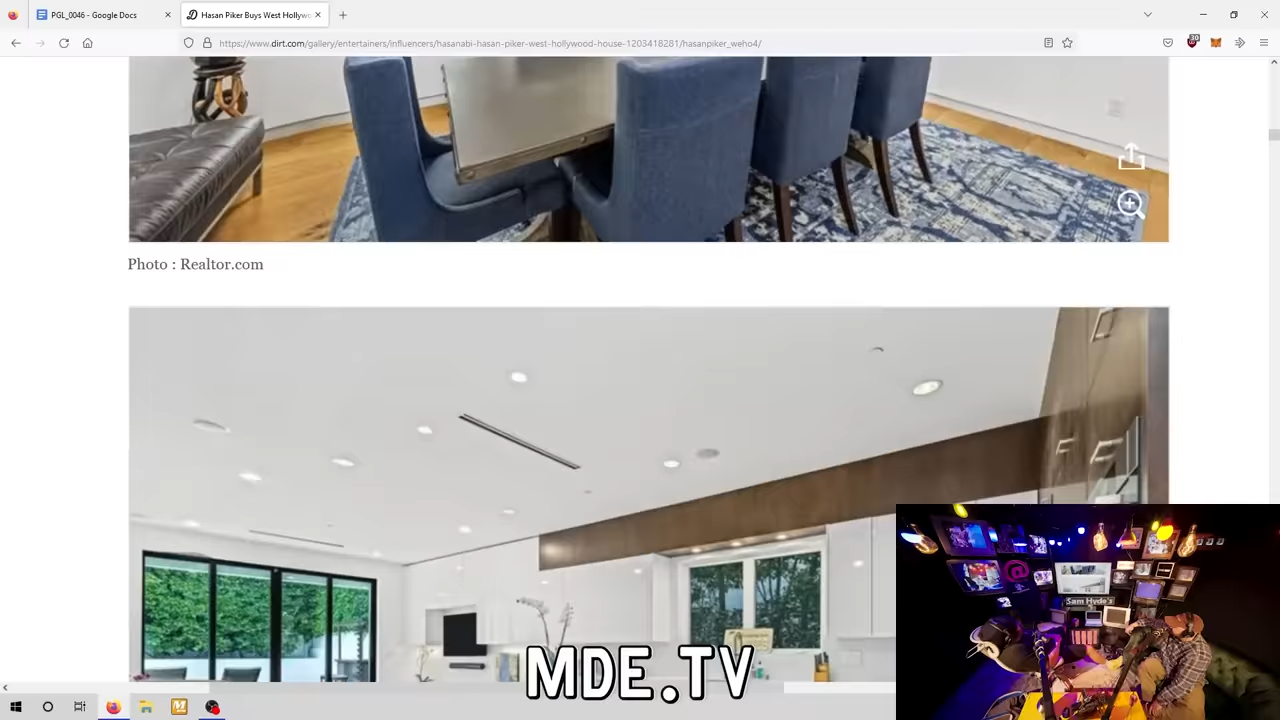 PGL_0046 - Google Docs
Hasan Piker Buys West Hollyw
https://www.dirt.com/gallery/entertainers/influencers/hasanabi-hasan-piker-west-hollywood-house-1203418281/hasanpiker_weho4/
30
Photo : Realtor.com
Sam Hyde's
MDE.TV